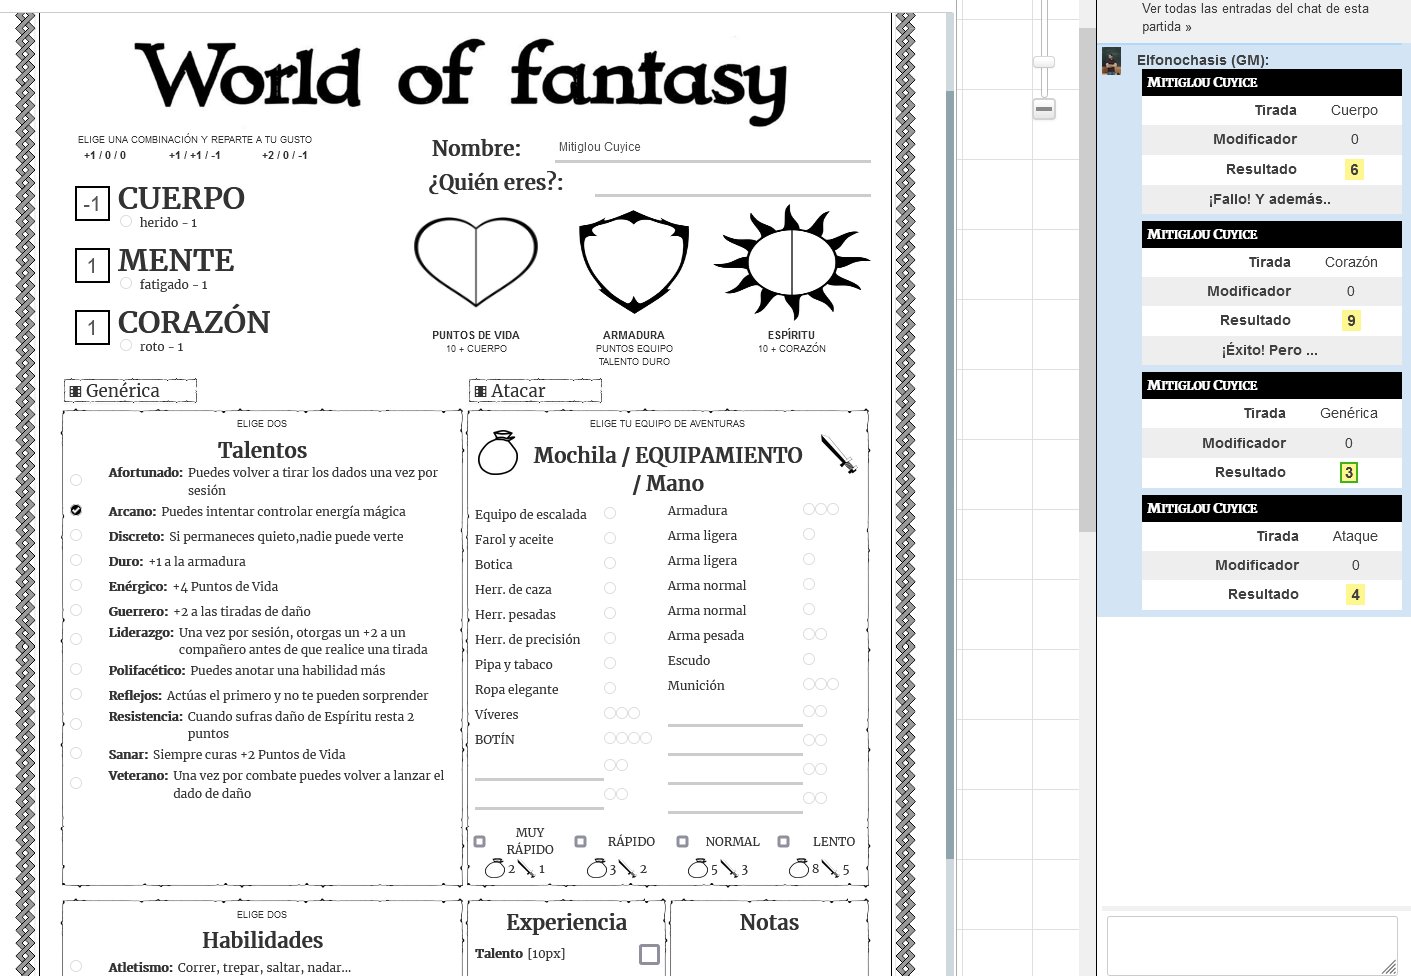 World of fantasy
ELIGE UNA COMBINACIÓN Y REPARTE A TU GUSTO
+1 / 0 / 0 +1 / +1 / -1 +2 / 0 / -1
Nombre: Mitiglou Cuyice
¿Quién eres?:
-1 CUERPO
herido - 1
1 MENTE
fatigado - 1
1 CORAZÓN
roto - 1
PUNTOS DE VIDA
10 + CUERPO
ARMADURA
PUNTOS EQUIPO
TALENTO DURO
ESPÍRITU
10 + CORAZÓN
Genérica
Atacar
ELIGE DOS
Talentos
Afortunado: Puedes volver a tirar los dados una vez por
sesión
Arcano: Puedes intentar controlar energía mágica
Discreto: Si permaneces quieto,nadie puede verte
Duro: +1 a la armadura
Enérgico: +4 Puntos de Vida
Guerrero: +2 a las tiradas de daño
Liderazgo: Una vez por sesión, otorgas un +2 a un
compañero antes de que realice una tirada
Polifacético: Puedes anotar una habilidad más
Reflejos: Actúas el primero y no te pueden sorprender
Resistencia: Cuando sufras daño de Espíritu resta 2
puntos
Sanar: Siempre curas +2 Puntos de Vida
Veterano: Una vez por combate puedes volver a lanzar el
dado de daño
ELIGE TU EQUIPO DE AVENTURAS
Mochila / EQUIPAMIENTO
/ Mano
Equipo de escalada
Farol y aceite
Botica
Herr. de caza
Herr. pesadas
Herr. de precisión
Pipa y tabaco
Ropa elegante
Víveres
BOTÍN
Armadura
Arma ligera
Arma ligera
Arma normal
Arma normal
Arma pesada
Escudo
Munición
MUY
RÁPIDO
2 1
RÁPIDO
3 2
NORMAL
5 3
LENTO
8 5
ELIGE DOS
Habilidades
Atletismo: Correr, trepar, saltar, nadar...
Experiencia
Talento [10px]
Notas
Ver todas las entradas del chat de esta
partida »
Elfonochasis (GM):
MITIGLOU CUYICE
Tirada Cuerpo
Modificador 0
Resultado 6
¡Fallo! Y además..
MITIGLOU CUYICE
Tirada Corazón
Modificador 0
Resultado 9
¡Éxito! Pero ...
MITIGLOU CUYICE
Tirada Genérica
Modificador 0
Resultado 3
MITIGLOU CUYICE
Tirada Ataque
Modificador 0
Resultado 4